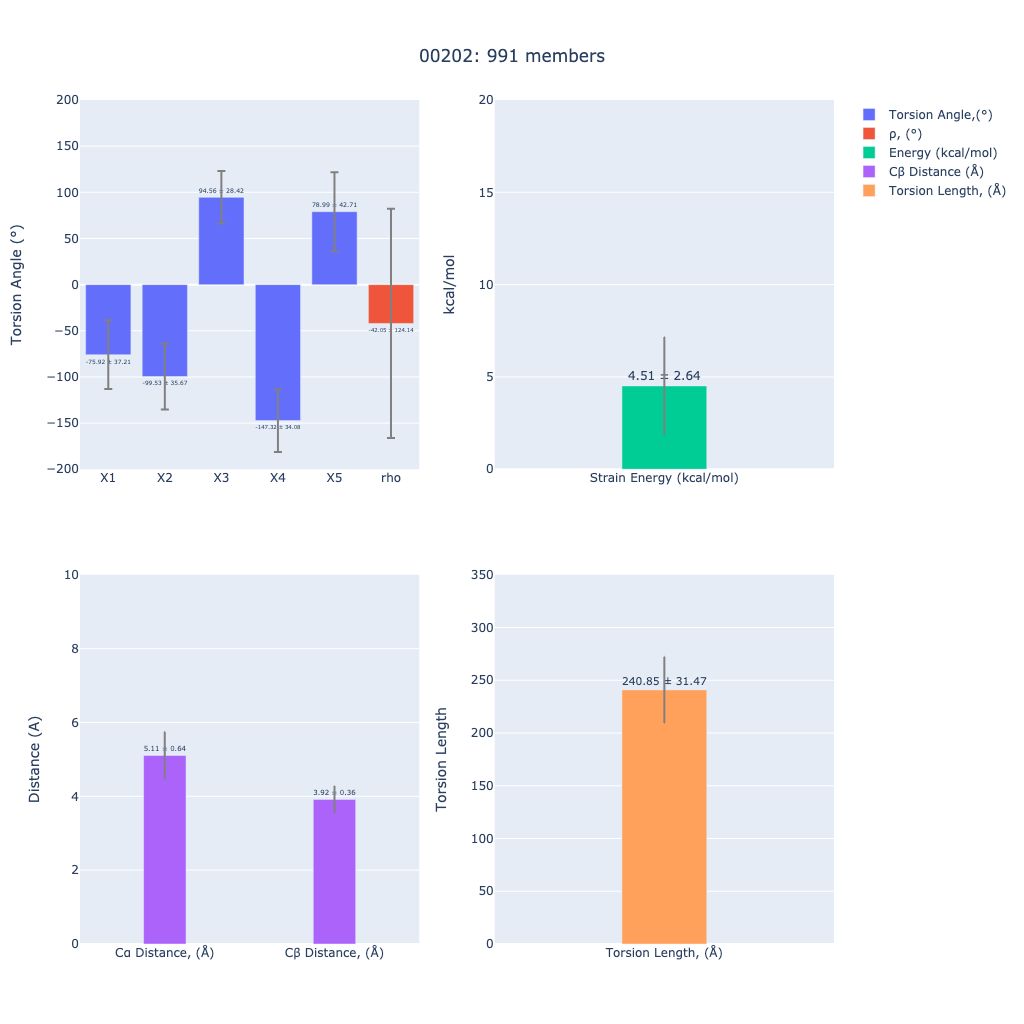 00202: 991 members
Torsion Angle (°)
200
150
100
50
0
−50
−100
−150
−200
-75.92 ± 37.21
-99.53 ± 35.67
94.56 ± 28.42
-147.32 ± 34.08
78.99 ± 42.71
-42.05 ± 124.14
X1 X2 X3 X4 X5 rho
kcal/mol
20
15
10
5
0
4.51 ± 2.64
Strain Energy (kcal/mol)
Torsion Angle,(°)
ρ, (°)
Energy (kcal/mol)
Cβ Distance (Å)
Torsion Length, (Å)
Distance (A)
10
8
6
4
2
0
5.11 ± 0.64
3.92 ± 0.36
Cα Distance, (Å) Cβ Distance, (Å)
Torsion Length
350
300
250
200
150
100
50
0
240.85 ± 31.47
Torsion Length, (Å)